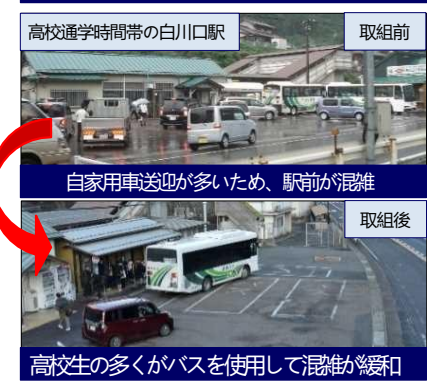 高校通学時間帯の白川口駅
取組前
自家用車送迎が多いため、駅前が混雑
取組後
高校生の多くがバスを使用して混雑が緩和